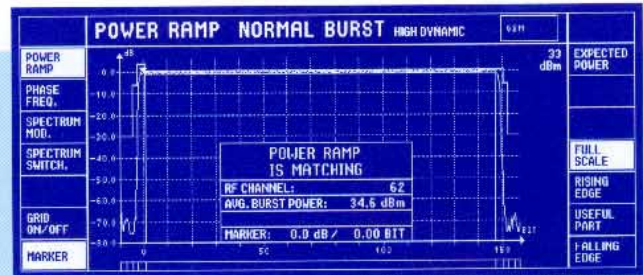 POWER RAMP NORMAL BURST HIGH DYNAMIC
62M
POWER RAMP
PHASE FREQ.
SPECTRUM MOD.
SPECTRUM SWITCH.
GRID ON/OFF
MARKER
dB
0.0
-10.0
-20.0
-30.0
-40.0
-50.0
-60.0
-70.0
-80.0
POWER RAMP
IS MATCHING
RF CHANNEL: 62
AVG. BURST POWER: 34.6 dBm
MARKER: 0.0 dB / 0.00 BIT
0
50
100
150
BIT
33
dBm
EXPECTED POWER
FULL SCALE
RISING EDGE
USEFUL PART
FALLING EDGE